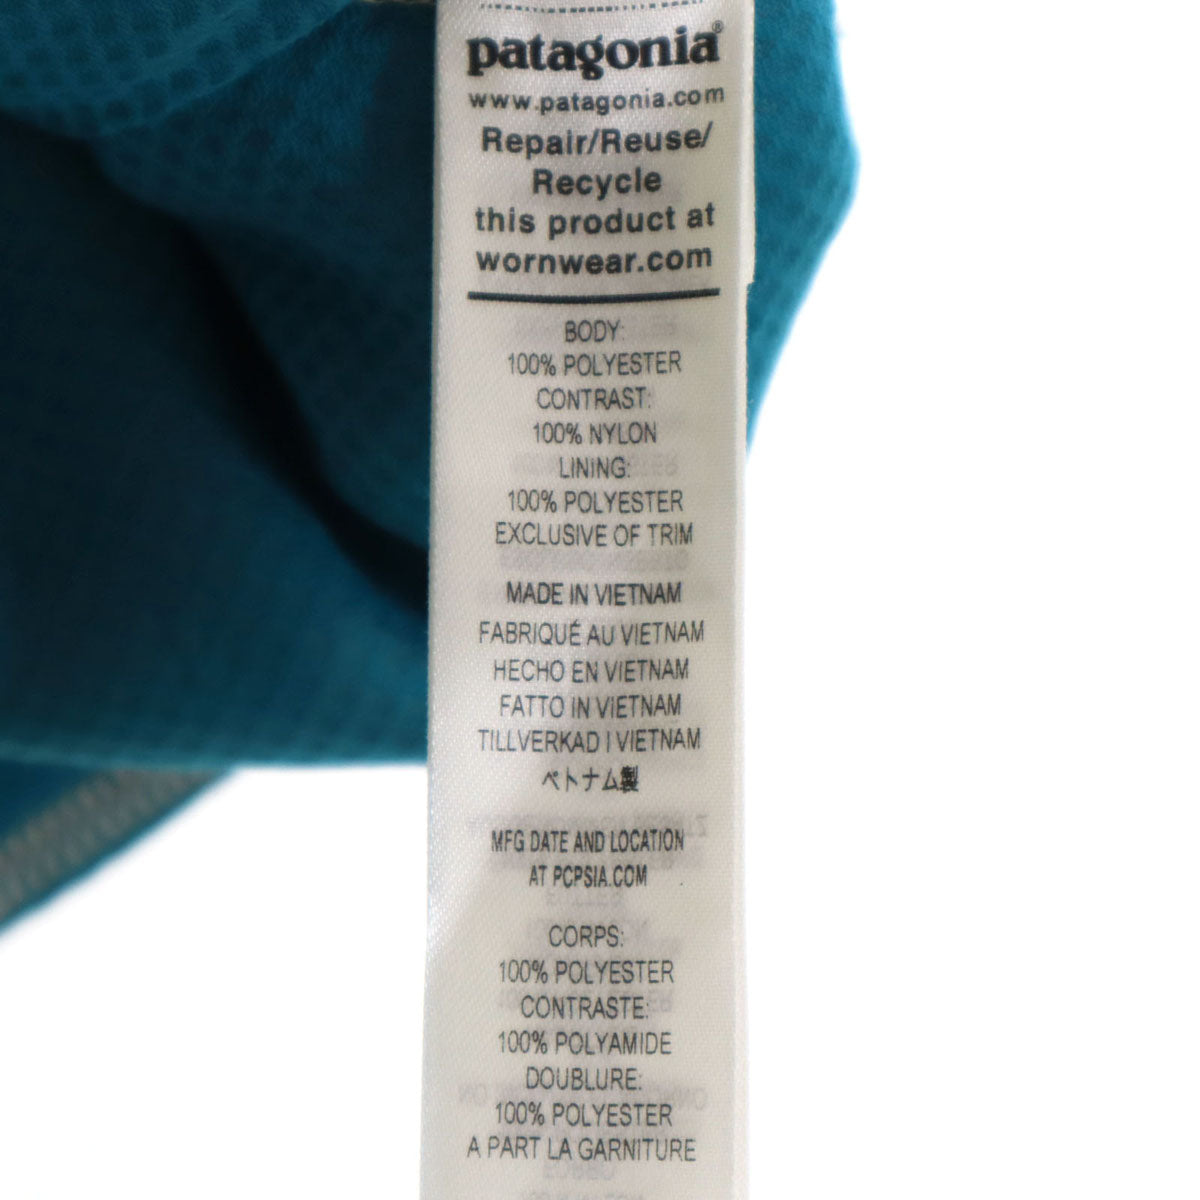 patagonia®
www.patagonia.com
Repair/Reuse/
Recycle
this product at
wornwear.com
BODY:
100% POLYESTER
CONTRAST:
100% NYLON
LINING:
100% POLYESTER
EXCLUSIVE OF TRIM
MADE IN VIETNAM
FABRIQUÉ AU VIETNAM
HECHO EN VIETNAM
FATTO IN VIETNAM
TILLVERKAD I VIETNAM
ベトナム製
MFG DATE AND LOCATION
AT PCPSIA.COM
CORPS:
100% POLYESTER
CONTRASTE:
100% POLYAMIDE
DOUBLURE:
100% POLYESTER
A PART LA GARNITURE